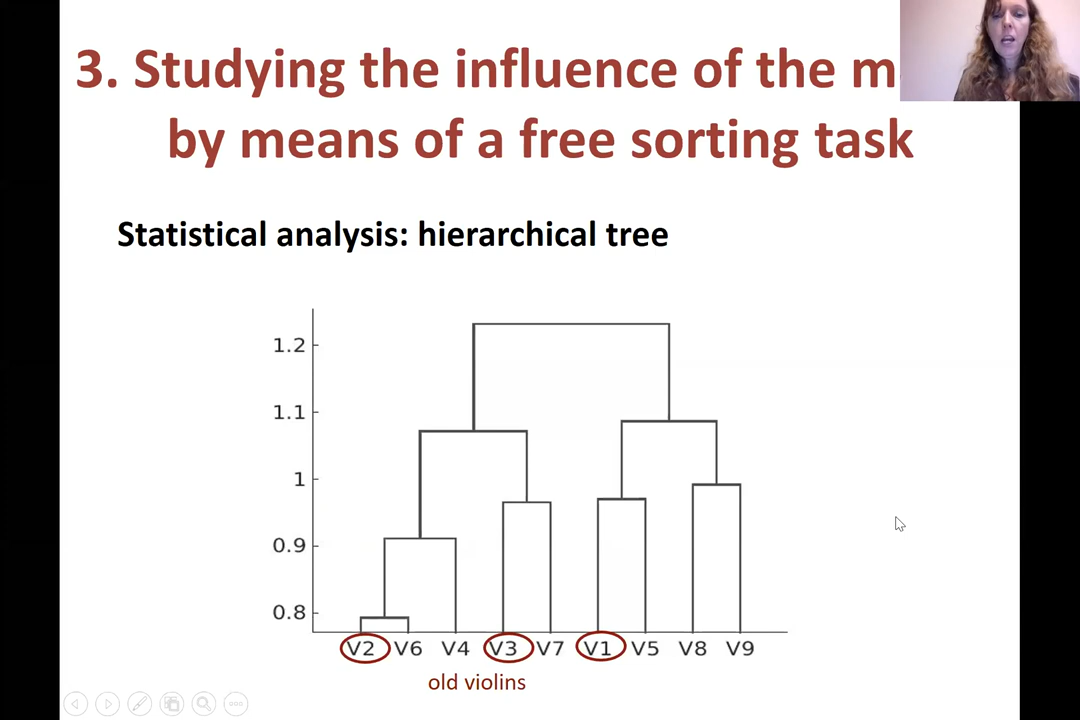 3. Studying the influence of the
by means of a free sorting task
Statistical analysis: hierarchical tree
1.2
1.1
1
0.9
0.8
V2 V6 V4 V3 V7 V1 V5 V8 V9
old violins